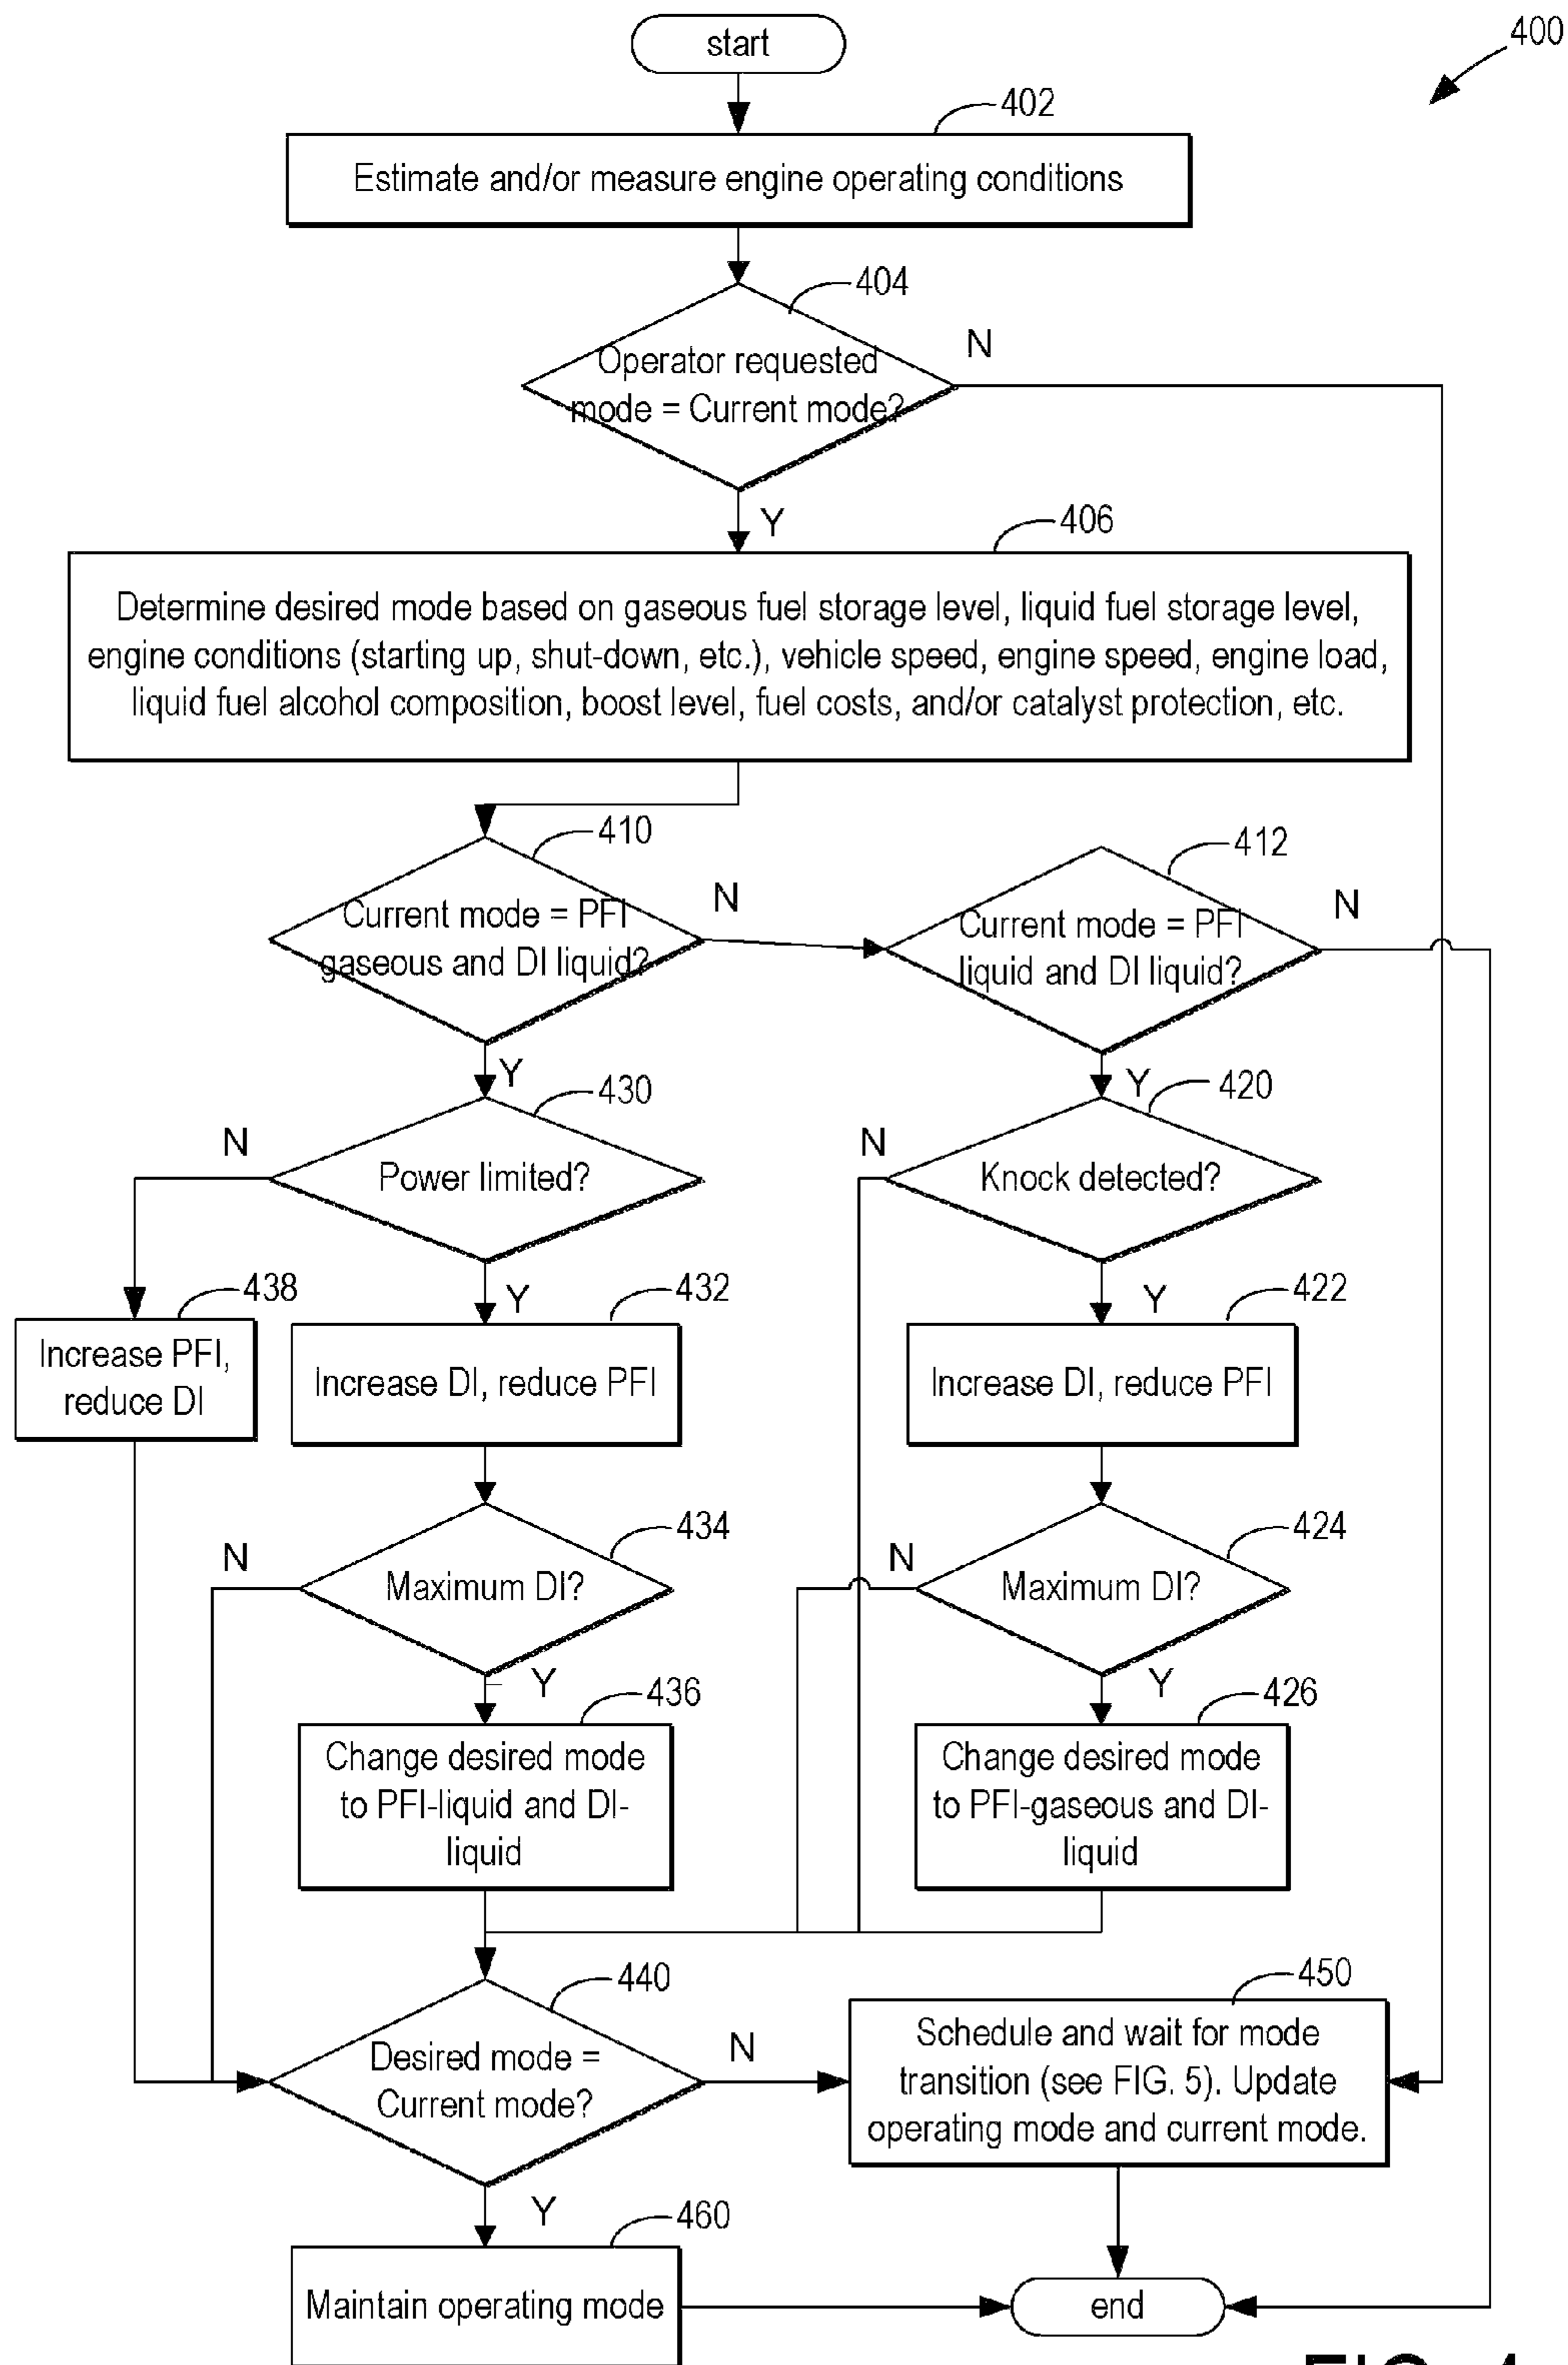 start
400
402
Estimate and/or measure engine operating conditions
404
Operator requested
mode = Current mode?
N
Y
406
Determine desired mode based on gaseous fuel storage level, liquid fuel storage level,
engine conditions (starting up, shut-down, etc.), vehicle speed, engine speed, engine load,
liquid fuel alcohol composition, boost level, fuel costs, and/or catalyst protection, etc.
410
Current mode = PFI
gaseous and DI liquid?
N
412
Current mode = PFI
liquid and DI liquid?
N
Y
430
Power limited?
N
Y
420
Knock detected?
N
438
Increase PFI,
reduce DI
Y
432
Increase DI, reduce PFI
Y
422
Increase DI, reduce PFI
434
Maximum DI?
N
424
Maximum DI?
N
Y
436
Change desired mode
to PFI-liquid and DI-
liquid
Y
426
Change desired mode
to PFI-gaseous and DI-
liquid
440
Desired mode =
Current mode?
N
450
Schedule and wait for mode
transition (see FIG. 5). Update
operating mode and current mode.
Y
460
Maintain operating mode
end